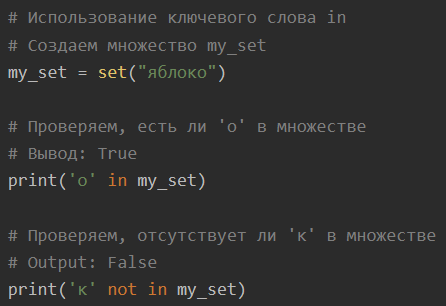 # Использование ключевого слова in
# Создаем множество my_set
my_set = set("яблоко")
# Проверяем, есть ли 'о' в множестве
# Вывод: True
print('о' in my_set)
# Проверяем, отсутствует ли 'к' в множестве
# Output: False
print('к' not in my_set)